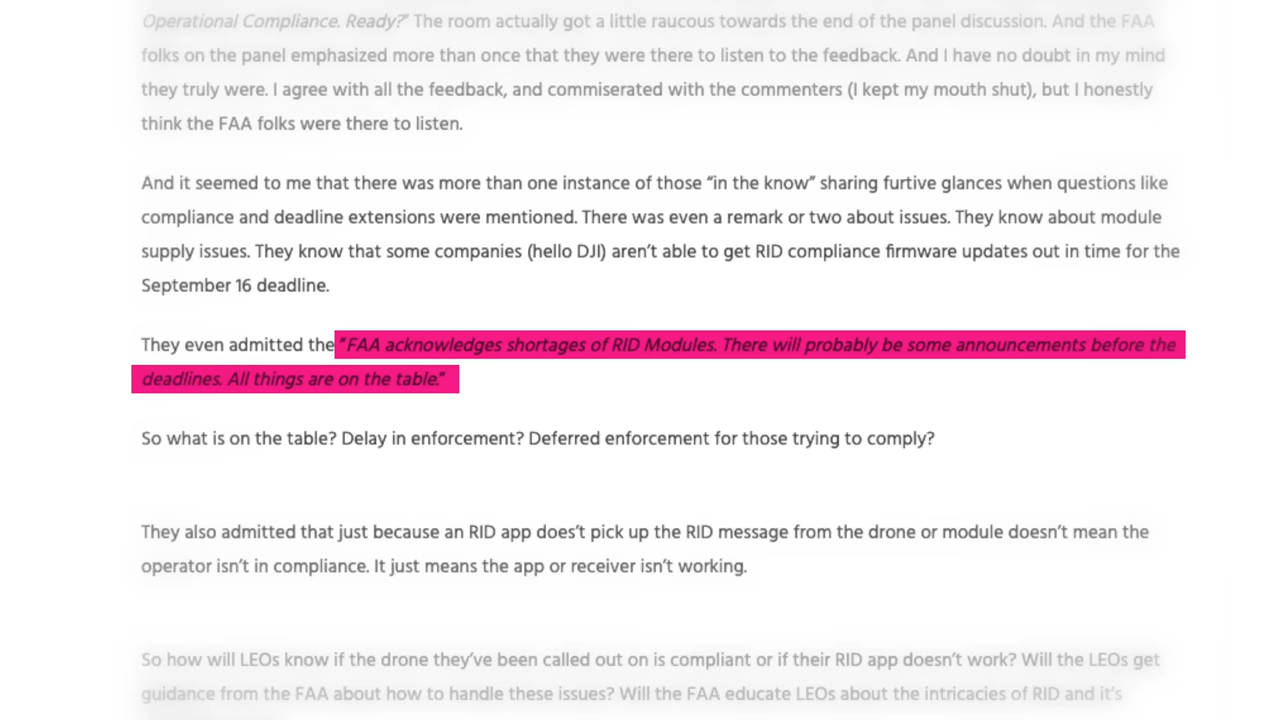 Operational Compliance. Ready?” The room actually got a little raucous towards the end of the panel discussion. And the FAA
folks on the panel emphasized more than once that they were there to listen to the feedback. And I have no doubt in my mind
they truly were. I agree with all the feedback, and commiserated with the commenters (I kept my mouth shut), but I honestly
think the FAA folks were there to listen.
And it seemed to me that there was more than one instance of those “in the know” sharing furtive glances when questions like
compliance and deadline extensions were mentioned. There was even a remark or two about issues. They know about module
supply issues. They know that some companies (hello DJI) aren’t able to get RID compliance firmware updates out in time for the
September 16 deadline.
They even admitted the “FAA acknowledges shortages of RID Modules. There will probably be some announcements before the
deadlines. All things are on the table.”
So what is on the table? Delay in enforcement? Deferred enforcement for those trying to comply?
They also admitted that just because an RID app does’t pick up the RID message from the drone or module doesn’t mean the
operator isn’t in compliance. It just means the app or receiver isn’t working.
So how will LEOs know if the drone they’ve been called out on is compliant or if their RID app doesn’t work? Will the LEOs get
guidance from the FAA about how to handle these issues? Will the FAA educate LEOs about the intricacies of RID and it’s